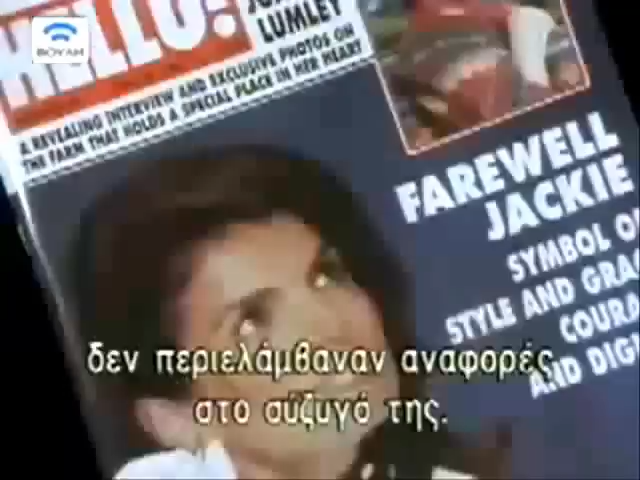 ΒΟΥΛΗ
HELLO!
LUMLEY
A REVEALING INTERVIEW AND EXCLUSIVE PHOTOS ON
THE FARM THAT HOLDS A SPECIAL PLACE IN HER HEART
FAREWELL
JACKIE
SYMBOL O
STYLE AND GRA
COURA
AND DIG
δεν περιελάμβαναν αναφορές
στο σύζυγό της.